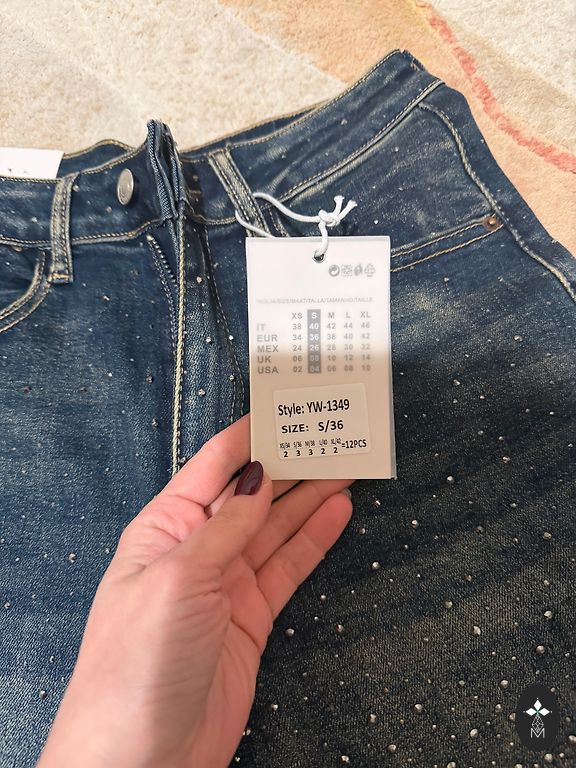 TAGLIA/SIZE/MAAT/TALLA/TAMANHO/TAILLE
XS S M L XL
IT 38 40 42 44 46
EUR 34 36 38 40 42
MEX 24 26 28 30 32
UK 06 08 10 12 14
USA 02 04 06 08 10
Style: YW-1349
SIZE: S/36
XS/34 S/36 M/38 L/40 XL/42 =12PCS
2 3 3 2 2
M